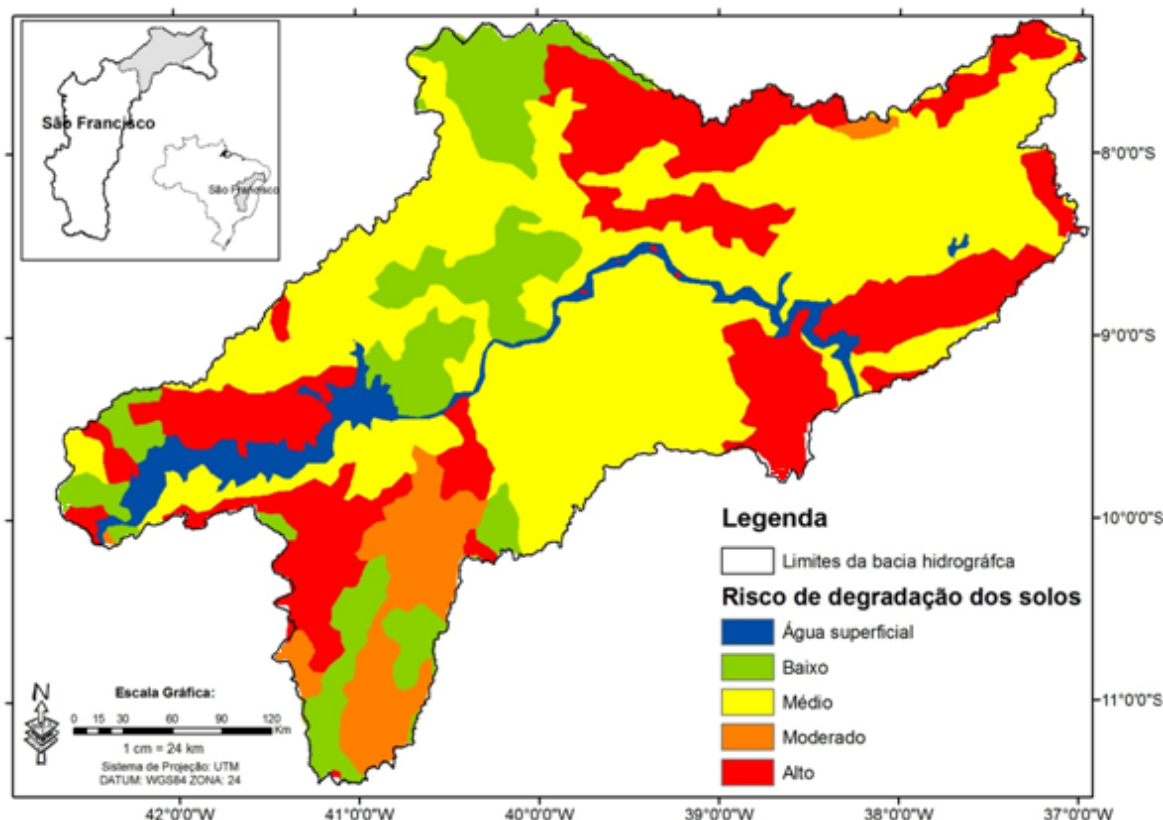 São Francisco
São Francisco
8°0'0"S
9°0'0"S
10°0'0"S
11°0'0"S
Legenda
Limites da bacia hidrográfca
Risco de degradação dos solos
Água superficial
Baixo
Médio
Moderado
Alto
N
Escala Gráfica:
0 15 30 60 90 120
Km
1 cm = 24 km
Sistema de Projeção: UTM
DATUM: WGS84 ZONA: 24
42°0'0"W 41°0'0"W 40°0'0"W 39°0'0"W 38°0'0"W 37°0'0"W